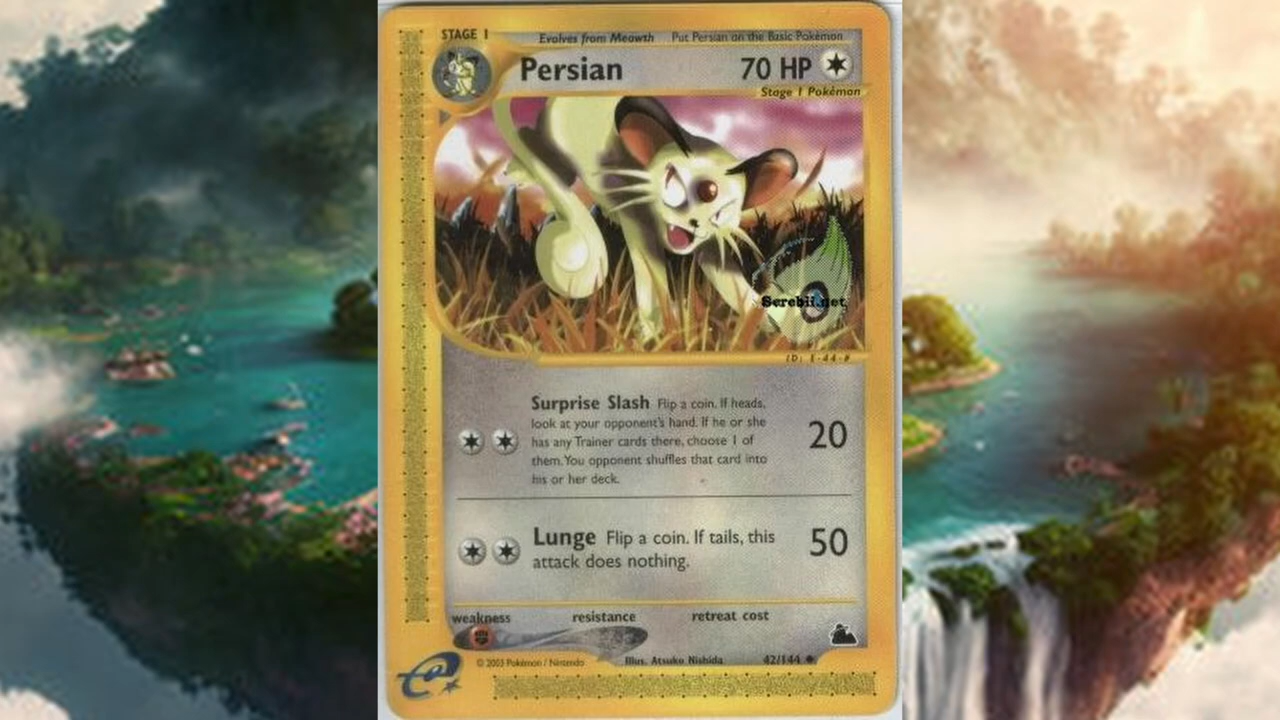 STAGE 1
Evolves from Meowth Put Persian on the Basic Pokémon
Persian 70 HP
Stage 1 Pokémon
Serebii.net
ID: E-44-#
Surprise Slash Flip a coin. If heads,
look at your opponent's hand. If he or she
has any Trainer cards there, choose 1 of
them. You opponent shuffles that card into
his or her deck.
20
Lunge Flip a coin. If tails, this
attack does nothing.
50
weakness resistance retreat cost
© 2003 Pokémon / Nintendo Illus. Atsuko Nishida 42/144 ●
e